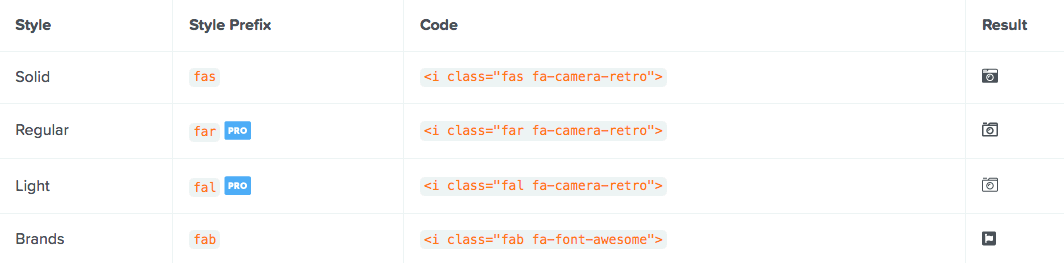 Style Style Prefix Code Result
Solid fas <i class="fas fa-camera-retro">
Regular far PRO <i class="far fa-camera-retro">
Light fal PRO <i class="fal fa-camera-retro">
Brands fab <i class="fab fa-font-awesome">